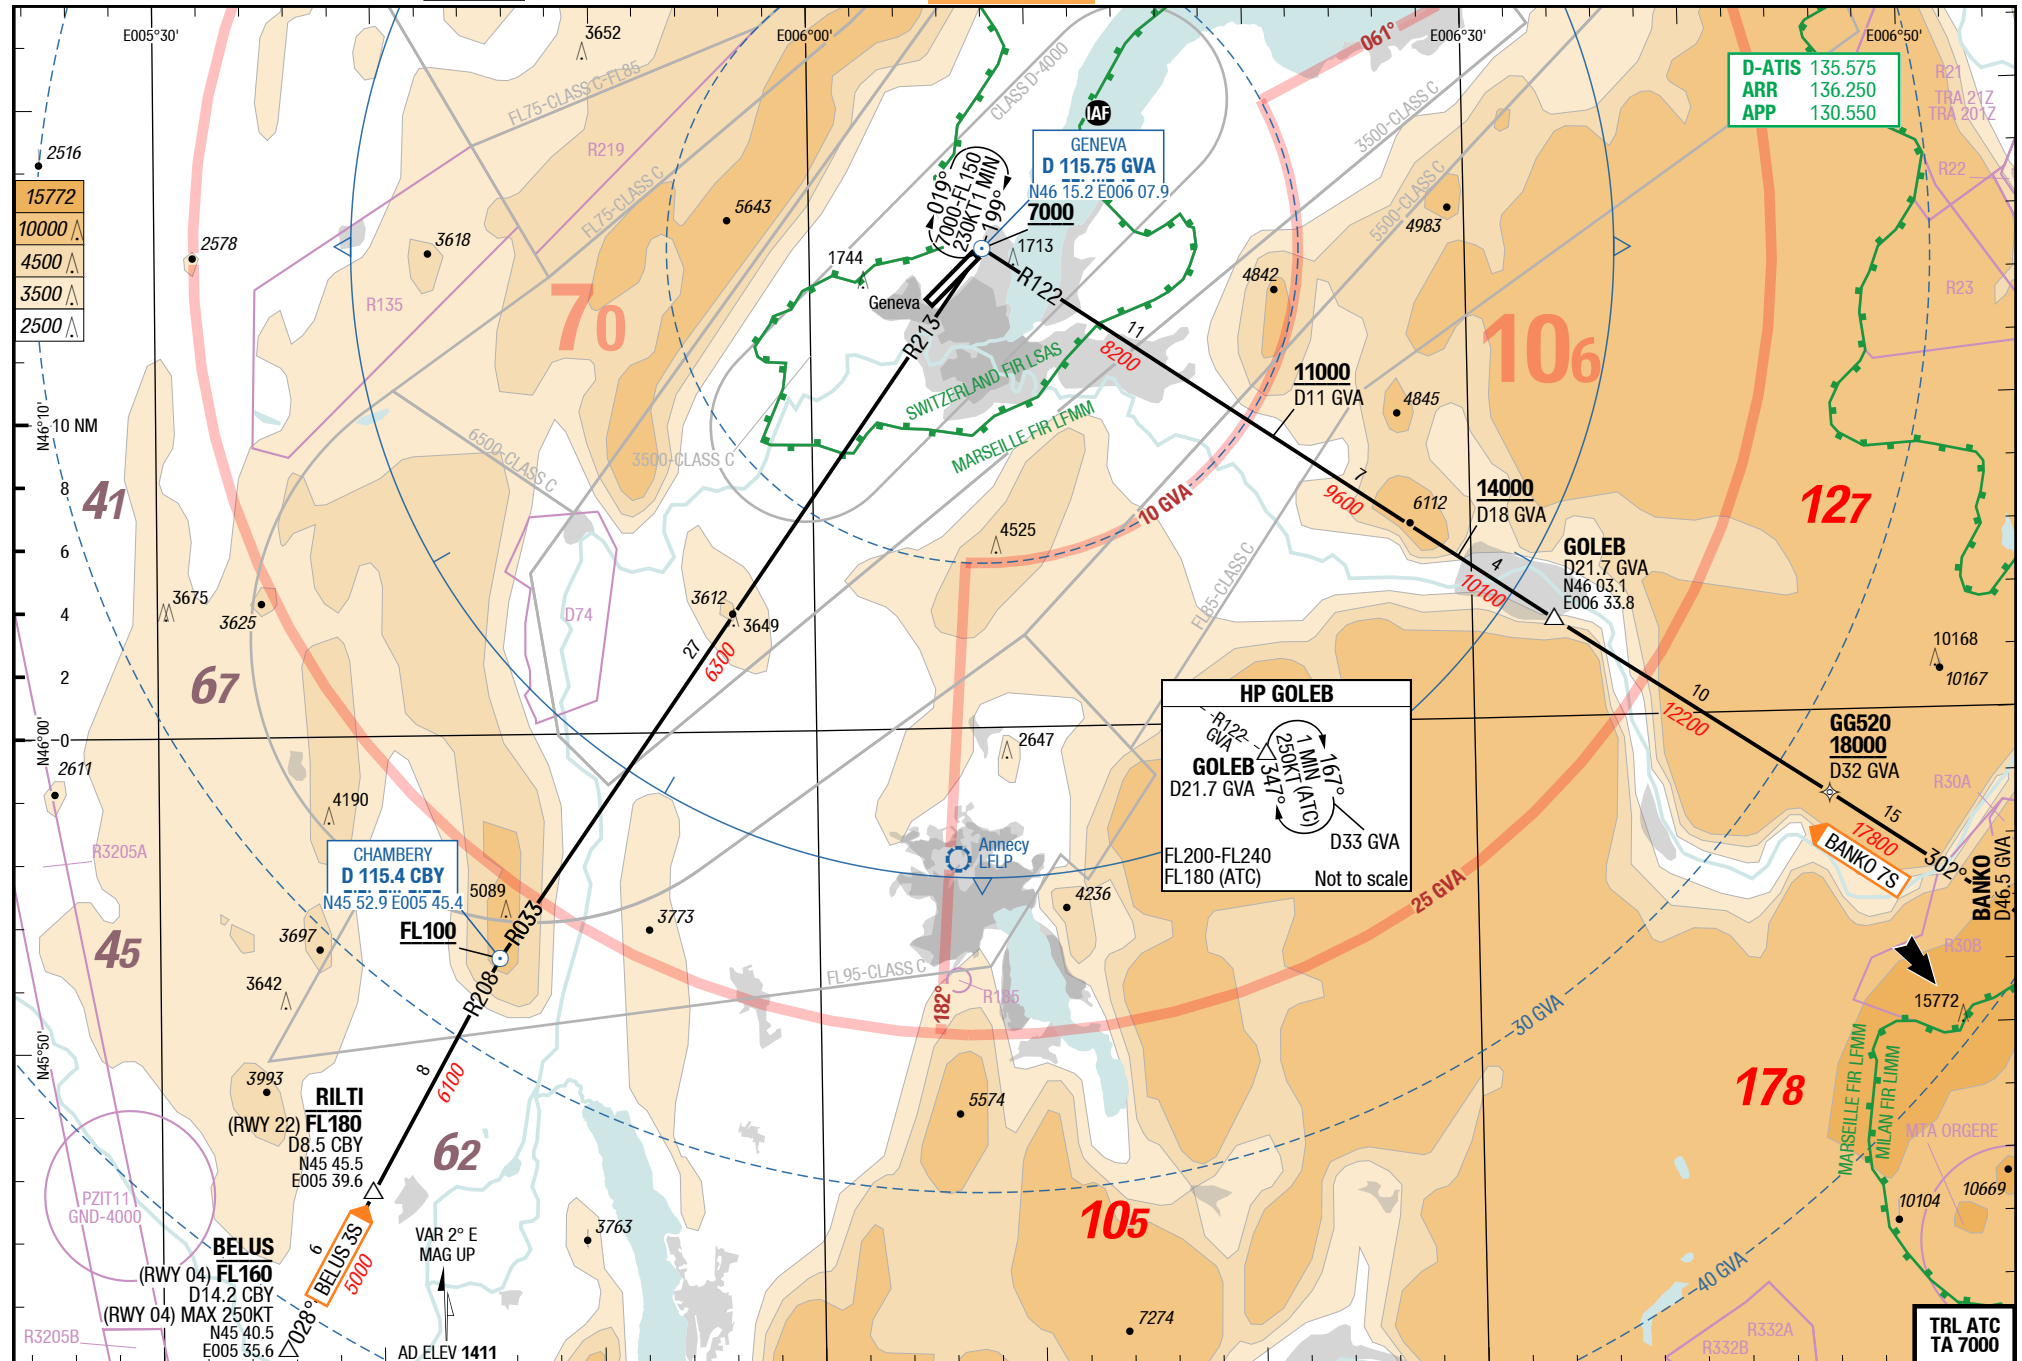 E005°30'
E006°00'
E006°30'
E006°50'
3652
061°
FL75-CLASS C-FL85
CLASS D-4000
3500-CLASS C
D-ATIS 135.575
ARR 136.250
APP 130.550
R21
TRA 21Z
TRA 201Z
IAF
R219
2516
GENEVA
D 115.75 GVA
N46 15.2 E006 07.9
7000
019°
7000-FL150
230KT1 MIN
199°
R22
15772
10000
4500
3500
2500
FL75-CLASS C
5643
5500-CLASS C
4983
2578
3618
1744
1713
4842
R23
R135
Geneva
R122
70
R213
11
8200
106
SWITZERLAND FIR LSAS
MARSEILLE FIR LFMM
11000
D11 GVA
4845
N46°10'
10 NM
8
6
4
2
0
6500-CLASS C
3500-CLASS C
41
7
9600
6112
14000
D18 GVA
127
10 GVA
4525
FL85-CLASS C
4
10100
GOLEB
D21.7 GVA
N46 03.1
E006 33.8
3675
3625
D74
3612
3649
27
6300
10168
10167
67
10
12200
HP GOLEB
R122
GVA
GOLEB
D21.7 GVA
1 MIN
250KT (ATC)
167°
347°
D33 GVA
FL200-FL240
FL180 (ATC)
Not to scale
GG520
18000
D32 GVA
N46°00'
2611
2647
R30A
4190
15
17800
BANKO 7S
302°
BANKO
D46.5 GVA
R3205A
CHAMBERY
D 115.4 CBY
N45 52.9 E005 45.4
5089
Annecy
LFLP
4236
25 GVA
FL100
R033
3773
3697
45
R30B
FL95-CLASS C
R185
182°
3642
R208
30 GVA
15772
N45°50'
8
6100
3993
RILTI
(RWY 22) FL180
D8.5 CBY
N45 45.5
E005 39.6
62
5574
178
MARSEILLE FIR LFMM
MILAN FIR LIMM
MTA ORGERE
PZIT11
GND-4000
10104
10669
105
3763
VAR 2° E
MAG UP
6
BELUS 3S
5000
BELUS
(RWY 04) FL160
D14.2 CBY
(RWY 04) MAX 250KT
N45 40.5
E005 35.6
7
028°
40 GVA
7274
R3205B
AD ELEV 1411
R332A
R332B
TRL ATC
TA 7000